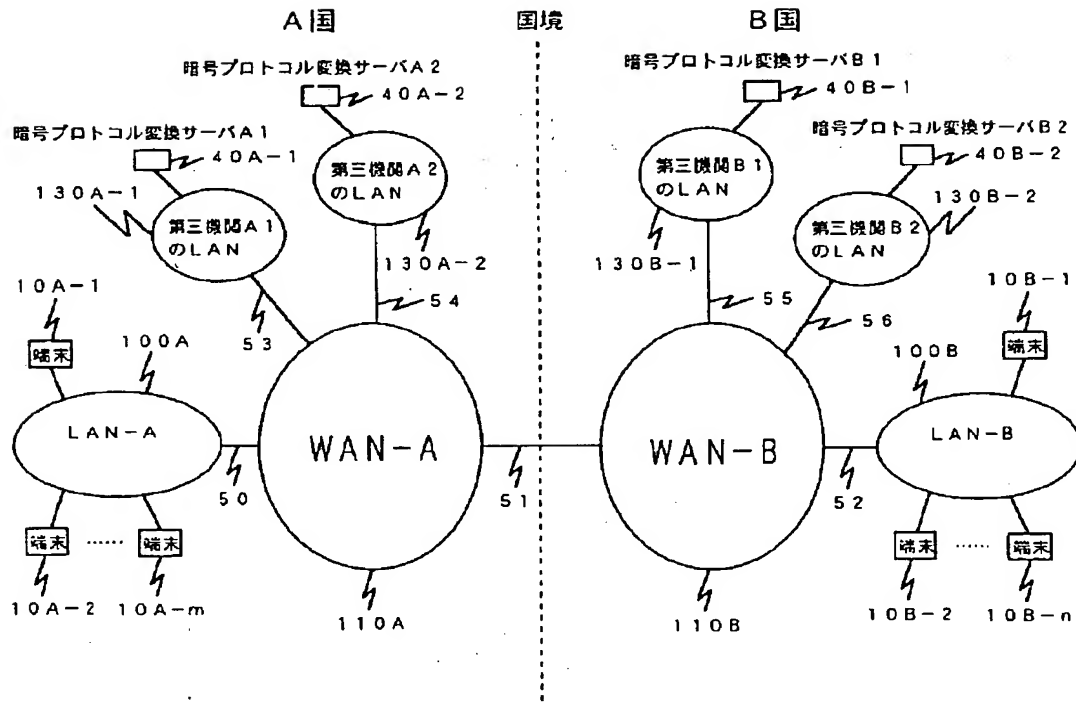 A国
国境
B国
暗号プロトコル変換サーバA2
40A-2
暗号プロトコル変換サーバB1
40B-1
暗号プロトコル変換サーバA1
40A-1
暗号プロトコル変換サーバB2
40B-2
第三機関A2
のLAN
第三機関B1
のLAN
130A-1
130B-2
第三機関A1
のLAN
第三機関B2
のLAN
130A-2
130B-1
10A-1
10B-1
54
55
53
56
端末
100A
100B
端末
LAN-A
WAN-A
WAN-B
LAN-B
50
51
52
端末
……
端末
端末
……
端末
10A-2
10A-m
110A
110B
10B-2
10B-n